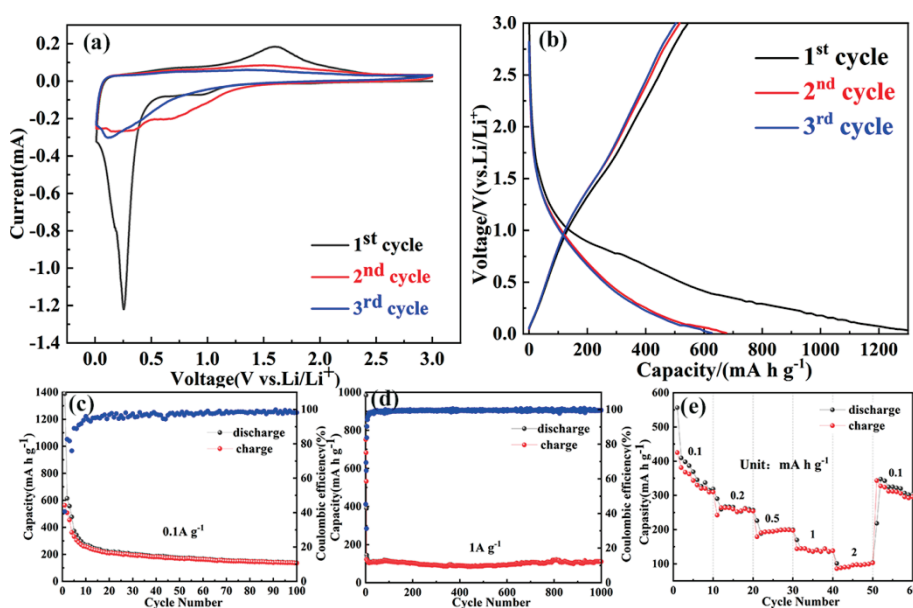 (a)
0.4
0.2
0.0
-0.2
-0.4
-0.6
-0.8
-1.0
-1.2
-1.4
Current(mA)
1st cycle
2nd cycle
3rd cycle
0.0 0.5 1.0 1.5 2.0 2.5 3.0
Voltage(V vs.Li/Li+)
(b)
3.0
2.5
2.0
1.5
1.0
0.5
0.0
Voltage/V(vs.Li/Li+)
1st cycle
2nd cycle
3rd cycle
0 200 400 600 800 1000 1200
Capacity/(mA h g-1)
(c)
1400
1200
1000
800
600
400
200
0
Capacity(mA h g-1)
discharge
charge
0.1A g-1
100
80
60
40
20
0
Coulombic efficiency(%)
0 10 20 30 40 50 60 70 80 90 100
Cycle Number
(d)
1000
800
600
400
200
0
Capacity(mA h g-1)
discharge
charge
1A g-1
100
80
60
40
20
0
Coulombic efficiency(%)
0 200 400 600 800 1000
Cycle Number
(e)
600
500
400
300
200
100
Capacity(mA h g-1)
discharge
charge
Unit: mA h g-1
0.1
0.2
0.5
1
2
0.1
0 10 20 30 40 50 60
Cycle Number